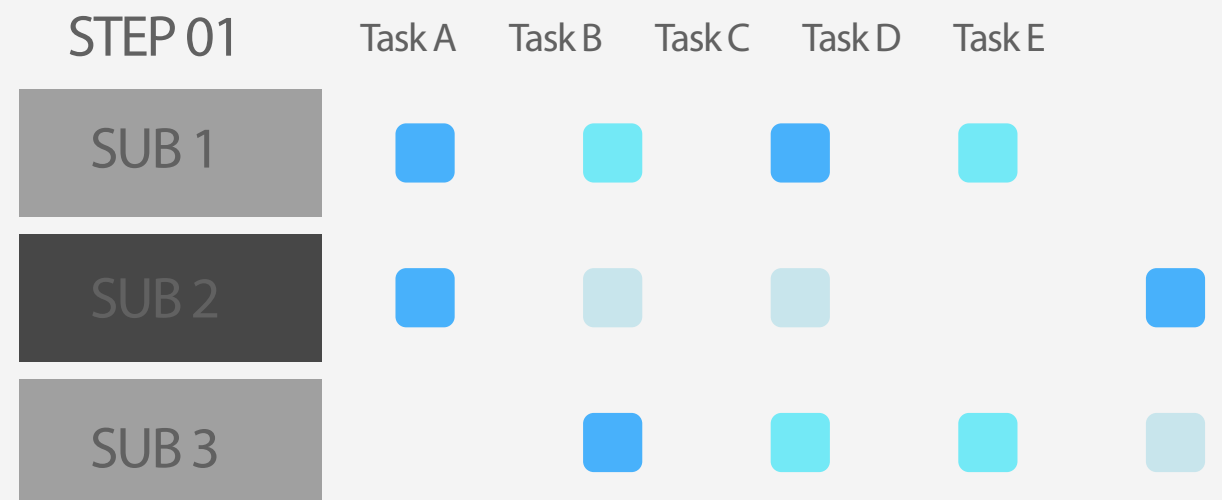 STEP 01 Task A Task B Task C Task D Task E
SUB 1
SUB 2
SUB 3